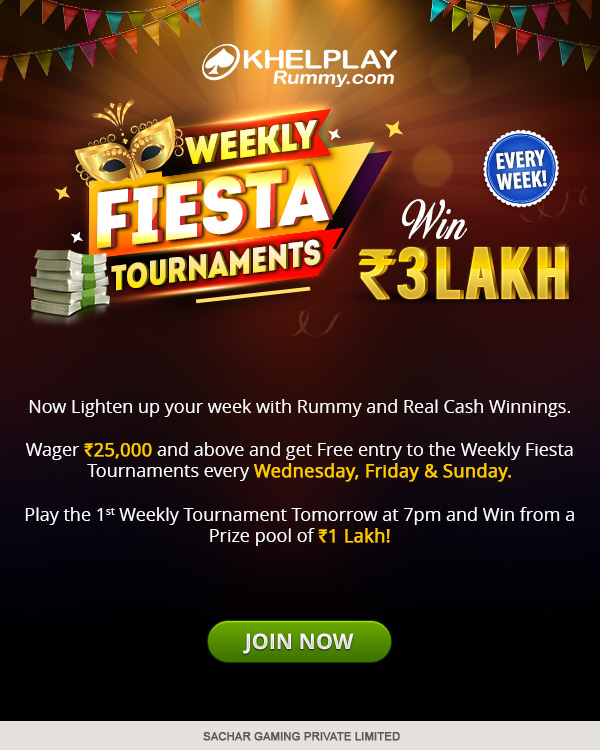 KHELPLAY
Rummy.com
WEEKLY
FIESTA
TOURNAMENTS
EVERY
WEEK!
Win
₹3 LAKH
Now Lighten up your week with Rummy and Real Cash Winnings.
Wager ₹25,000 and above and get Free entry to the Weekly Fiesta
Tournaments every Wednesday, Friday & Sunday.
Play the 1st Weekly Tournament Tomorrow at 7pm and Win from a
Prize pool of ₹1 Lakh!
JOIN NOW
SACHAR GAMING PRIVATE LIMITED